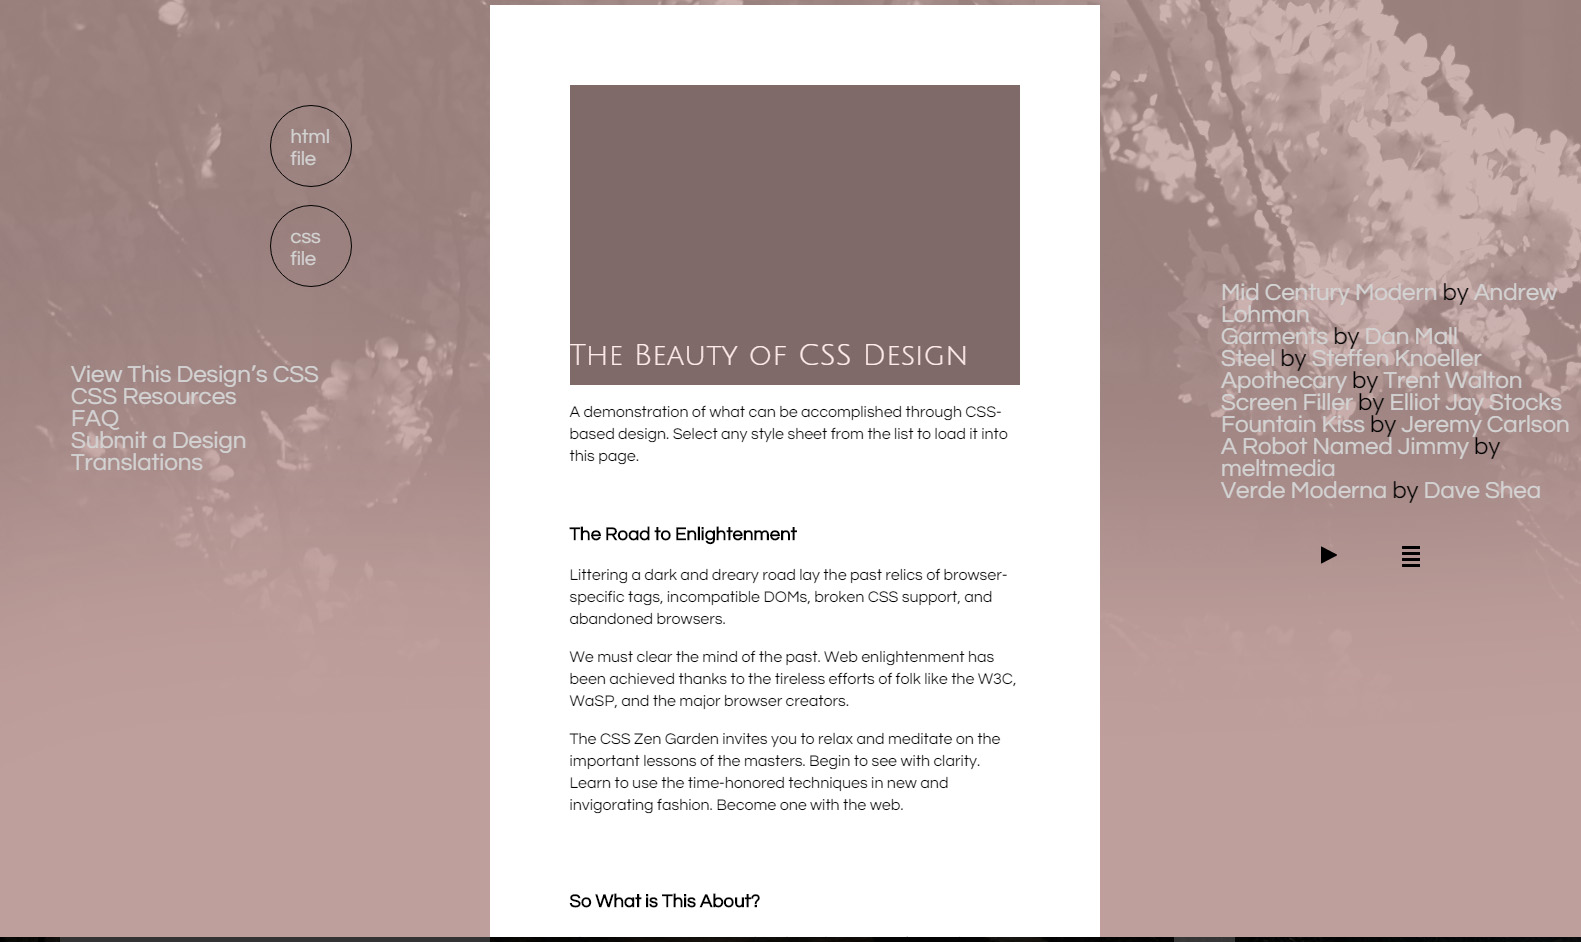 html
file
css
file
View This Design’s CSS
CSS Resources
FAQ
Submit a Design
Translations
The Beauty of CSS Design
A demonstration of what can be accomplished through CSS-
based design. Select any style sheet from the list to load it into
this page.
The Road to Enlightenment
Littering a dark and dreary road lay the past relics of browser-
specific tags, incompatible DOMs, broken CSS support, and
abandoned browsers.
We must clear the mind of the past. Web enlightenment has
been achieved thanks to the tireless efforts of folk like the W3C,
WaSP, and the major browser creators.
The CSS Zen Garden invites you to relax and meditate on the
important lessons of the masters. Begin to see with clarity.
Learn to use the time-honored techniques in new and
invigorating fashion. Become one with the web.
So What is This About?
Mid Century Modern by Andrew
Lohman
Garments by Dan Mall
Steel by Steffen Knoeller
Apothecary by Trent Walton
Screen Filler by Elliot Jay Stocks
Fountain Kiss by Jeremy Carlson
A Robot Named Jimmy by
meltmedia
Verde Moderna by Dave Shea